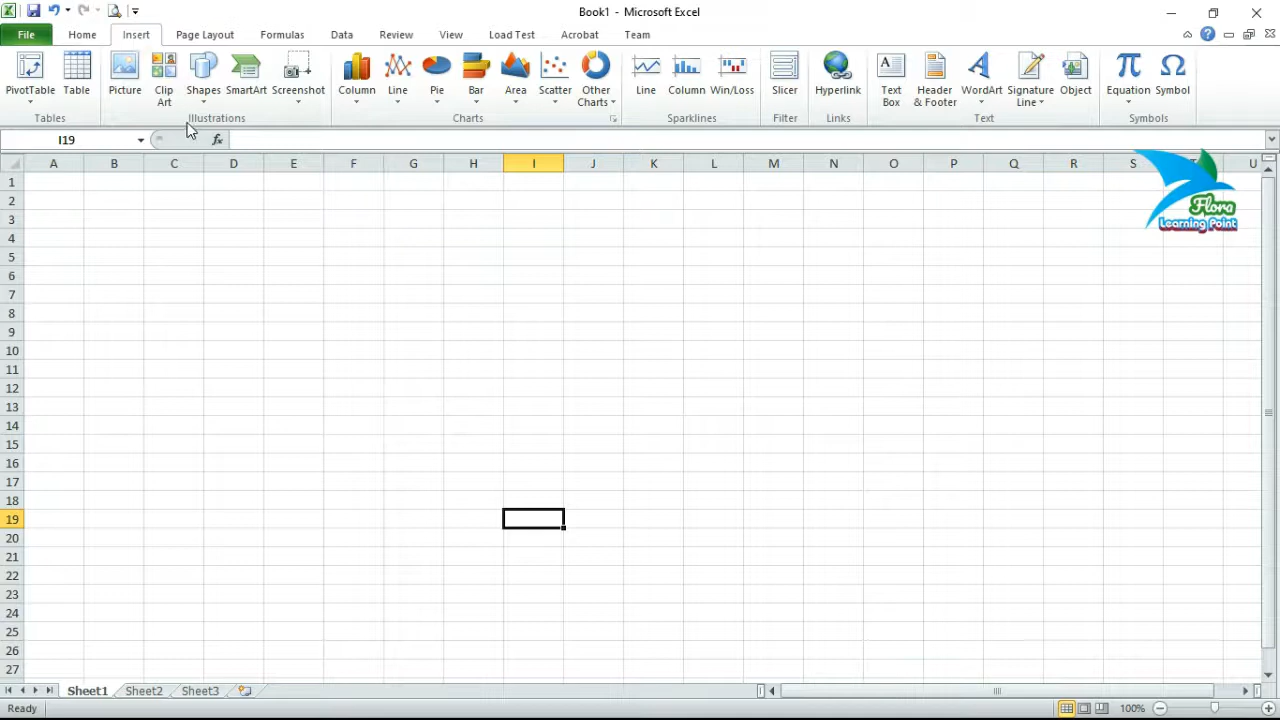 Book1 - Microsoft Excel
File Home Insert Page Layout Formulas Data Review View Load Test Acrobat Team
PivotTable Table Picture Clip Art Shapes SmartArt Screenshot Column Line Pie Bar Area Scatter Other Charts Line Column Win/Loss Slicer Hyperlink Text Box Header & Footer WordArt Signature Line Object Equation Symbol
Tables Illustrations Charts Sparklines Filter Links Text Symbols
I19 fx
A B C D E F G H I J K L M N O P Q R S T U
Flora
Learning Point
1
2
3
4
5
6
7
8
9
10
11
12
13
14
15
16
17
18
19
20
21
22
23
24
25
26
27
Sheet1 Sheet2 Sheet3
Ready 100%